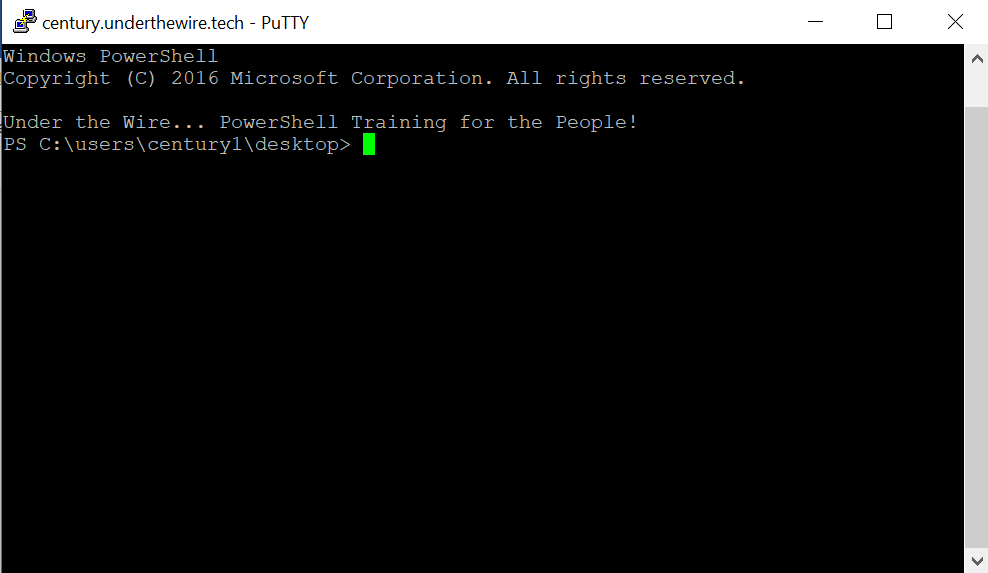 century.underthewire.tech - PuTTY
Windows PowerShell
Copyright (C) 2016 Microsoft Corporation. All rights reserved.
Under the Wire... PowerShell Training for the People!
PS C:\users\century1\desktop>